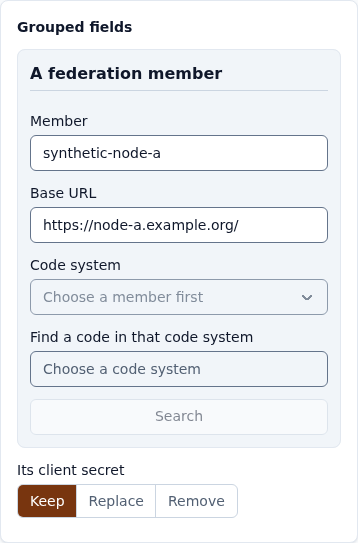 Grouped fields
A federation member
Member
synthetic-node-a
Base URL
https://node-a.example.org/
Code system
Choose a member first
Find a code in that code system
Choose a code system
Search
Its client secret
Keep Replace Remove